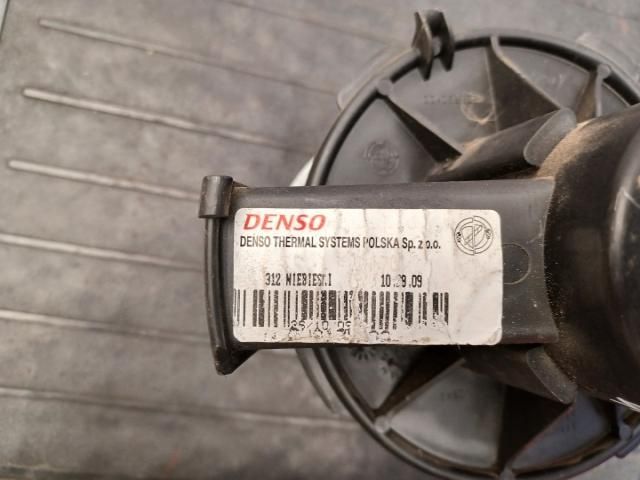 DENSO
DENSO THERMAL SYSTEMS POLSKA Sp. z o.o.
312 NIEBIESKI 10.29.09